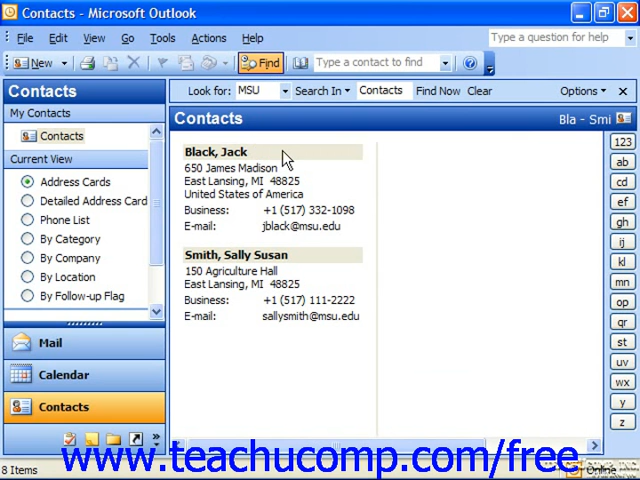 Contacts - Microsoft Outlook
File Edit View Go Tools Actions Help Type a question for help
New Find Type a contact to find
Contacts
Look for: MSU Search In Contacts Find Now Clear Options
My Contacts
Contacts
Contacts Bla - Smi
Current View
Address Cards
Detailed Address Card
Phone List
By Category
By Company
By Location
By Follow-up Flag
Black, Jack
650 James Madison
East Lansing, MI 48825
United States of America
Business: +1 (517) 332-1098
E-mail: jblack@msu.edu
Smith, Sally Susan
150 Agriculture Hall
East Lansing, MI 48825
Business: +1 (517) 111-2222
E-mail: sallysmith@msu.edu
123
ab
cd
ef
gh
ij
kl
mn
op
qr
st
uv
wx
y
z
Mail
Calendar
Contacts
www.teachucomp.com/free
8 Items
Online